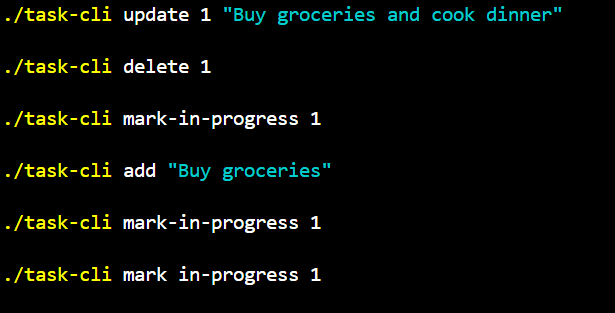 ./task-cli update 1 "Buy groceries and cook dinner"
./task-cli delete 1
./task-cli mark-in-progress 1
./task-cli add "Buy groceries"
./task-cli mark-in-progress 1
./task-cli mark in-progress 1